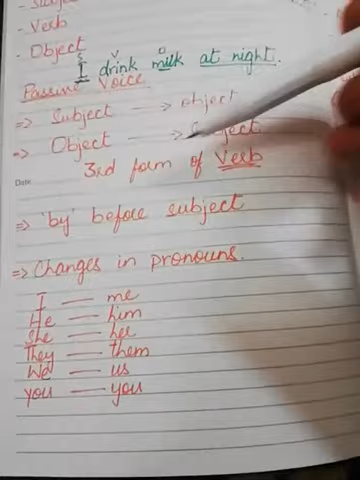 - Subject
- Verb
- Object
S V O
I drink milk at night.
Passive Voice
⇒ Subject → object
⇒ Object → Subject
3rd form of Verb
Date
⇒ 'by' before subject
⇒ Changes in pronouns.
I — me
He — him
She — her
They — them
We — us
you — you